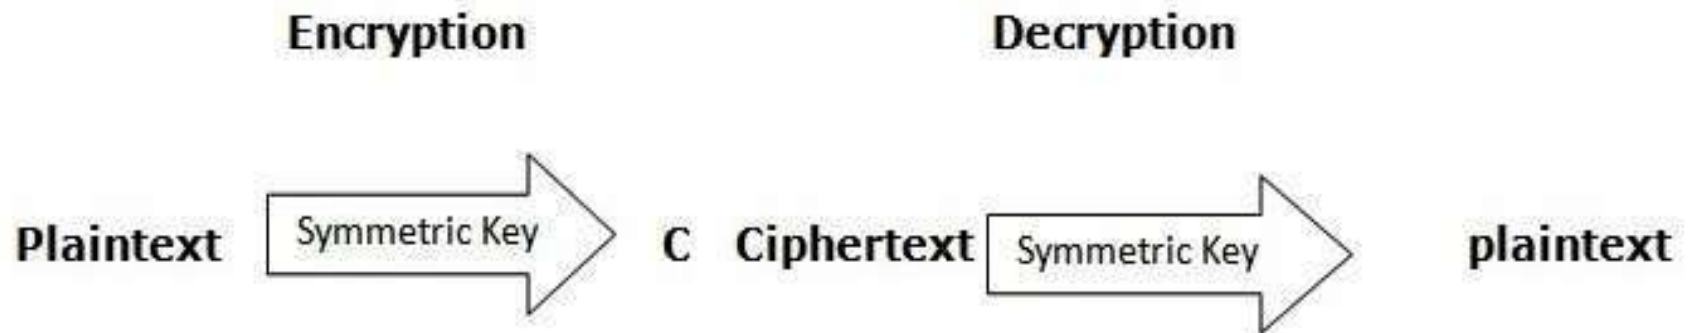 Encryption Decryption
Plaintext Symmetric Key C Ciphertext Symmetric Key plaintext